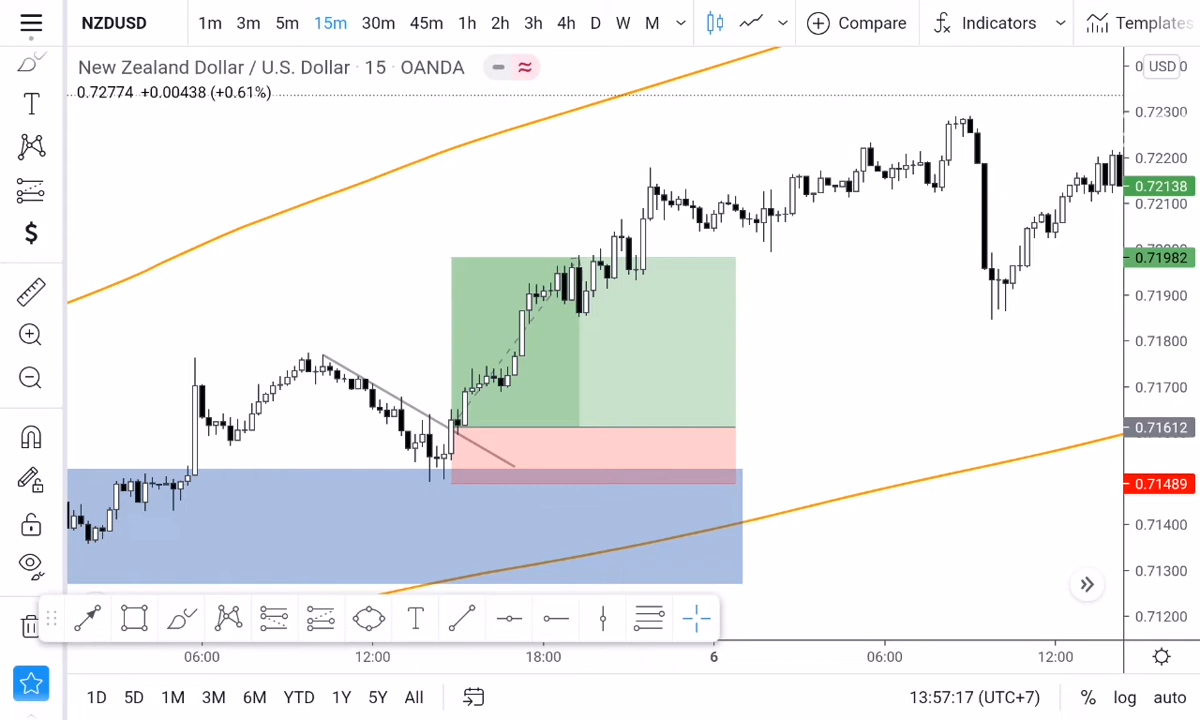 NZDUSD 1m 3m 5m 15m 30m 45m 1h 2h 3h 4h D W M Compare Indicators Templates
New Zealand Dollar / U.S. Dollar · 15 · OANDA
0.72774 +0.00438 (+0.61%)
USD
0.72300
0.72200
0.72138
0.72100
0.71982
0.71900
0.71800
0.71700
0.71612
0.71489
0.71400
0.71300
0.71200
06:00 12:00 18:00 6 06:00 12:00
1D 5D 1M 3M 6M YTD 1Y 5Y All 13:57:17 (UTC+7) % log auto